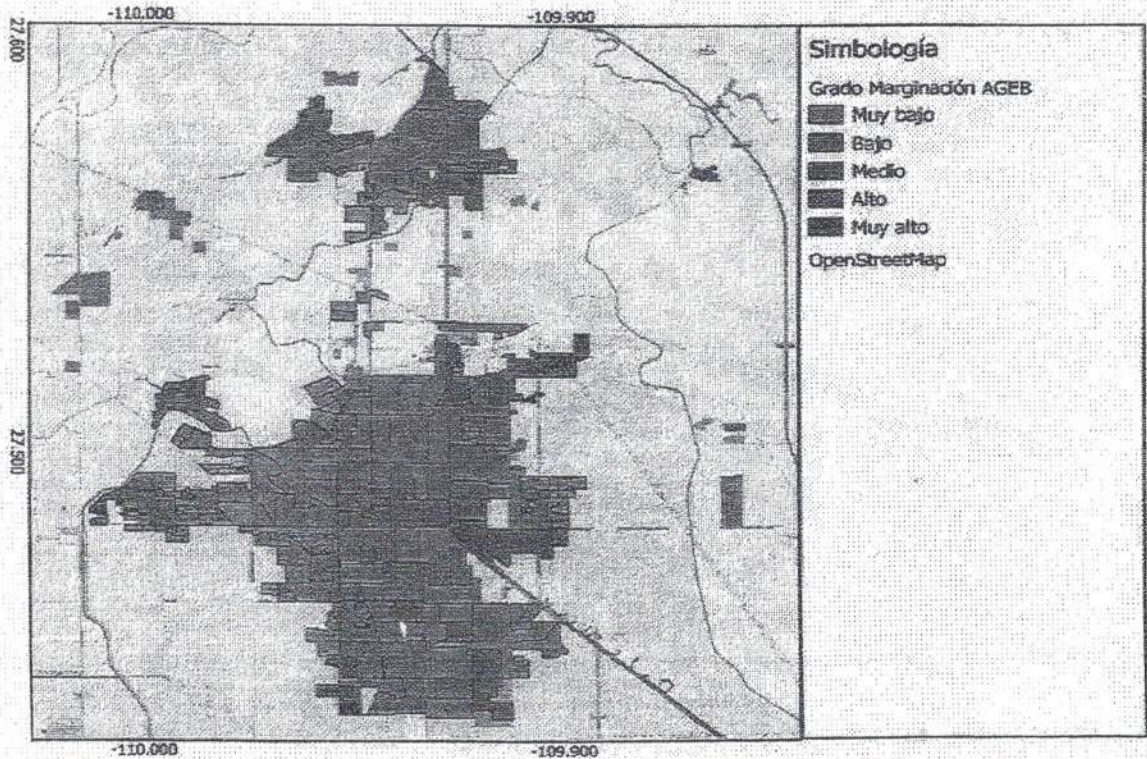 -110.000
-109.900
27.600
27.500
Simbología
Grado Marginación AGEB
Muy bajo
Bajo
Medio
Alto
Muy alto
OpenStreetMap
-110.000
-109.900